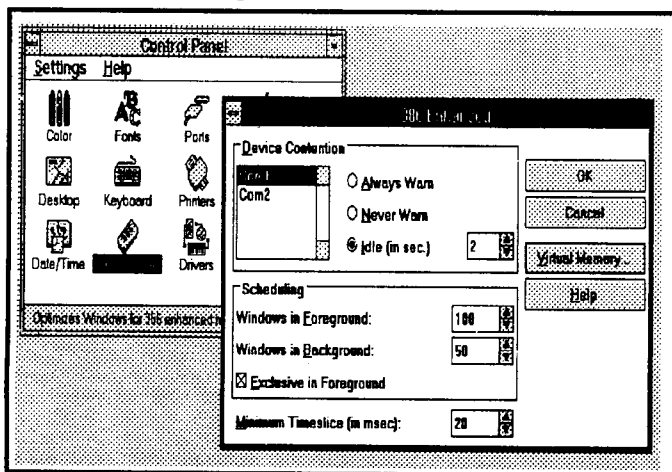 Control Panel
Settings Help
Color Fonts Ports
Desktop Keyboard Printers
Date/Time Drivers
Optimizes Windows for 386 enhanced
386 Enhanced
Device Contention
Com1
Com2
Always Warn
Never Warn
Idle (in sec.) 2
OK
Cancel
Virtual Memory...
Help
Scheduling
Windows in Foreground: 100
Windows in Background: 50
Exclusive in Foreground
Minimum Timeslice (in msec): 20